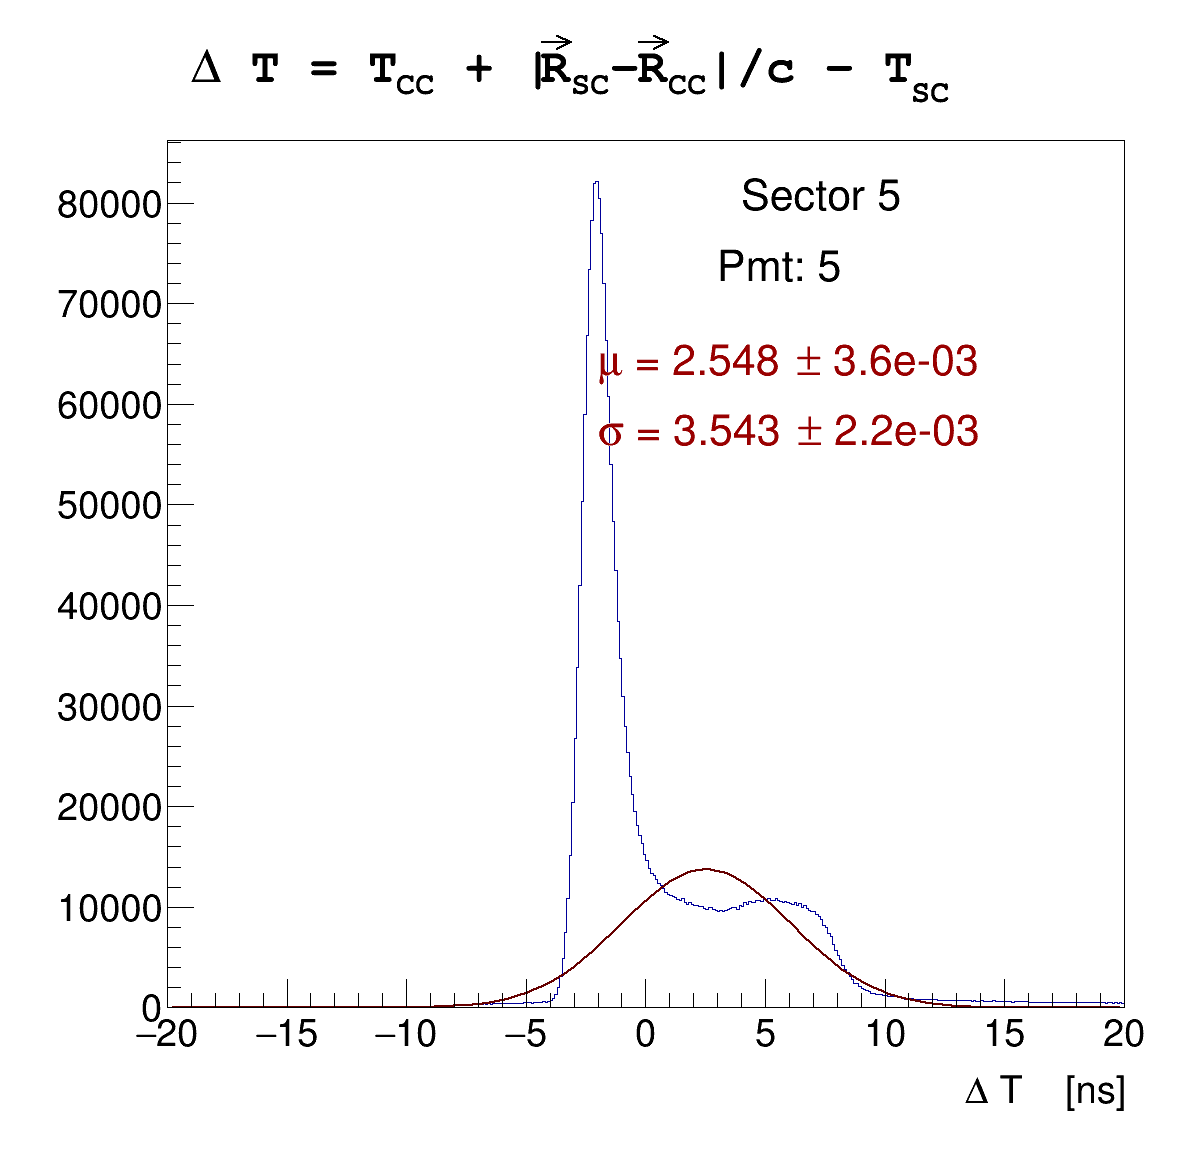 Δ T = T_CC + |R⃗_SC−R⃗_CC|/c − T_SC
Sector 5
Pmt: 5
μ = 2.548 ± 3.6e-03
σ = 3.543 ± 2.2e-03
80000
70000
60000
50000
40000
30000
20000
10000
0
−20 −15 −10 −5 0 5 10 15 20
Δ T [ns]